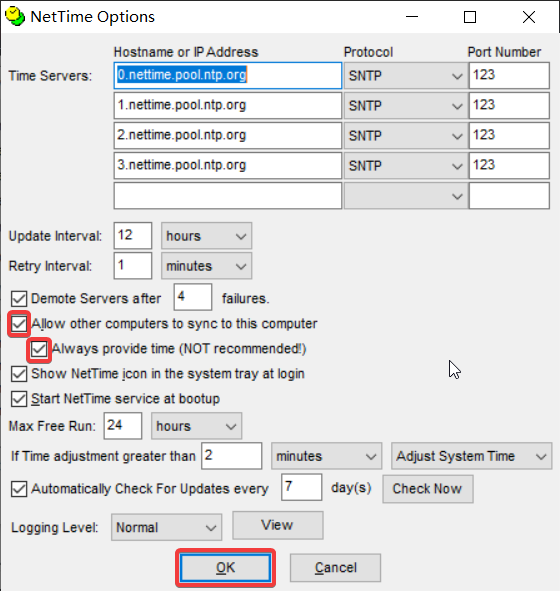 NetTime Options
Hostname or IP Address Protocol Port Number
Time Servers: 0.nettime.pool.ntp.org SNTP 123
1.nettime.pool.ntp.org SNTP 123
2.nettime.pool.ntp.org SNTP 123
3.nettime.pool.ntp.org SNTP 123
Update Interval: 12 hours
Retry Interval: 1 minutes
Demote Servers after 4 failures.
Allow other computers to sync to this computer
Always provide time (NOT recommended!)
Show NetTime icon in the system tray at login
Start NetTime service at bootup
Max Free Run: 24 hours
If Time adjustment greater than 2 minutes Adjust System Time
Automatically Check For Updates every 7 day(s) Check Now
Logging Level: Normal View
OK Cancel